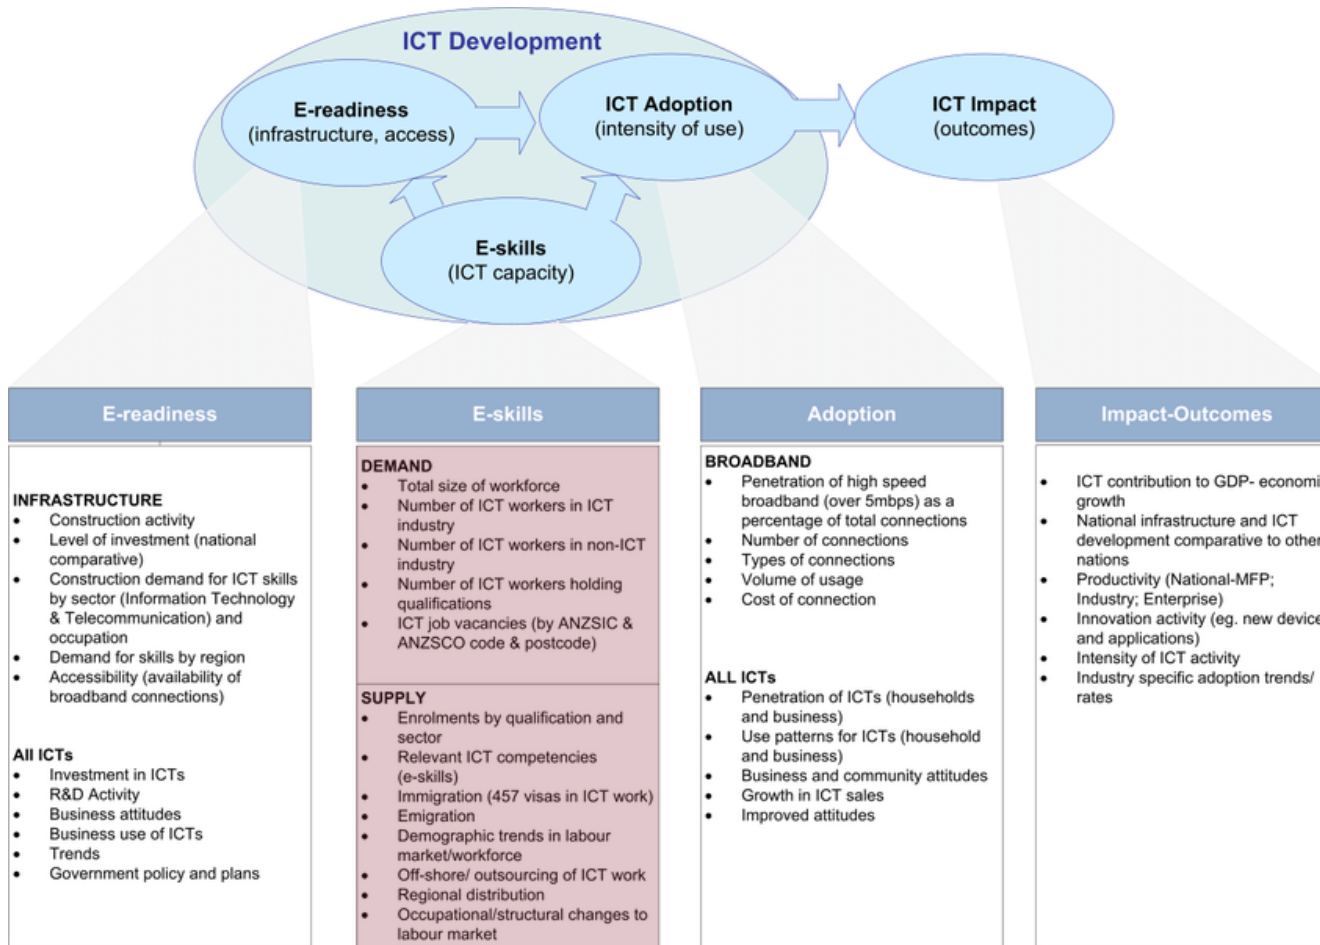 ICT Development
E-readiness
(infrastructure, access)
ICT Adoption
(intensity of use)
ICT Impact
(outcomes)
E-skills
(ICT capacity)
E-readiness
INFRASTRUCTURE
• Construction activity
• Level of investment (national
comparative)
• Construction demand for ICT skills
by sector (Information Technology
& Telecommunication) and
occupation
• Demand for skills by region
• Accessibility (availability of
broadband connections)
All ICTs
• Investment in ICTs
• R&D Activity
• Business attitudes
• Business use of ICTs
• Trends
• Government policy and plans
E-skills
DEMAND
• Total size of workforce
• Number of ICT workers in ICT
industry
• Number of ICT workers in non-ICT
industry
• Number of ICT workers holding
qualifications
• ICT job vacancies (by ANZSIC &
ANZSCO code & postcode)
SUPPLY
• Enrolments by qualification and
sector
• Relevant ICT competencies
(e-skills)
• Immigration (457 visas in ICT work)
• Emigration
• Demographic trends in labour
market/workforce
• Off-shore/ outsourcing of ICT work
• Regional distribution
• Occupational/structural changes to
labour market
Adoption
BROADBAND
• Penetration of high speed
broadband (over 5mbps) as a
percentage of total connections
• Number of connections
• Types of connections
• Volume of usage
• Cost of connection
ALL ICTs
• Penetration of ICTs (households
and business)
• Use patterns for ICTs (household
and business)
• Business and community attitudes
• Growth in ICT sales
• Improved attitudes
Impact-Outcomes
• ICT contribution to GDP- economi
growth
• National infrastructure and ICT
development comparative to other
nations
• Productivity (National-MFP;
Industry; Enterprise)
• Innovation activity (eg. new device
and applications)
• Intensity of ICT activity
• Industry specific adoption trends/
rates